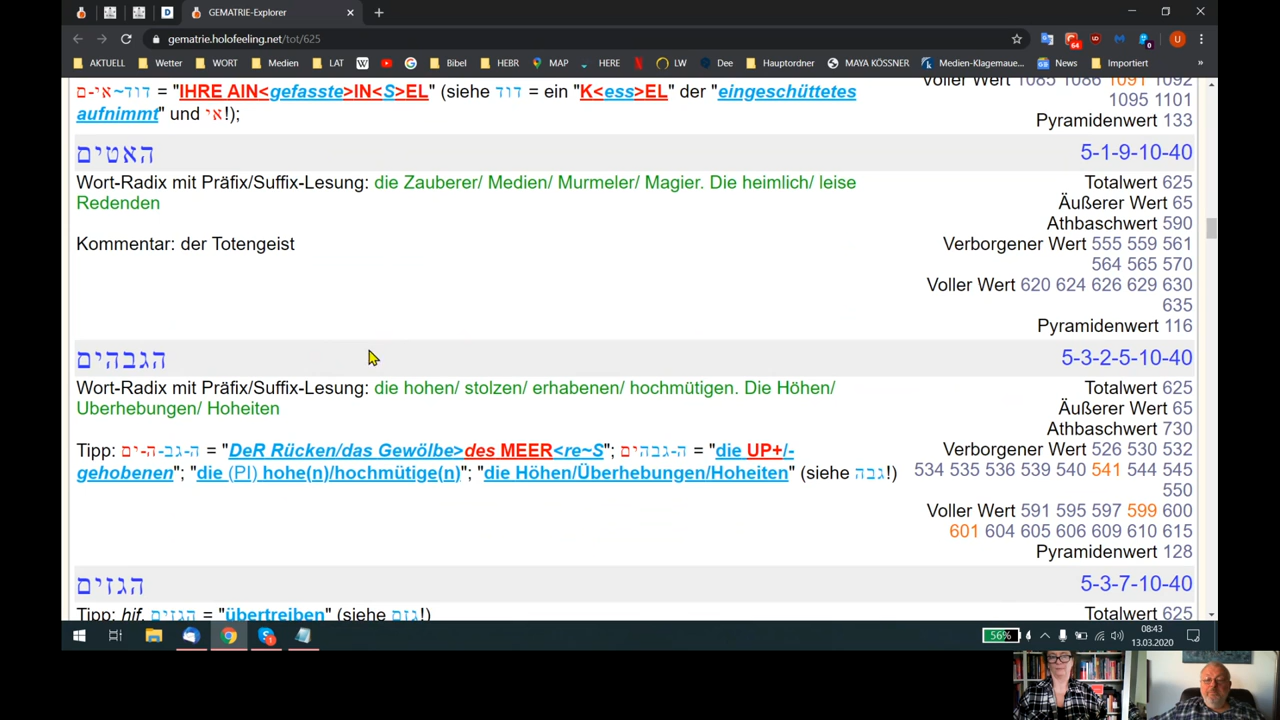 GEMATRIE-Explorer
gematrie.holofeeling.net/tot/625
AKTUELL Wetter WORT Medien LAT Bibel HEBR MAP HERE LW Dee Hauptordner MAYA KÖSSNER Medien-Klagemaue... News Importiert »
דוד~אי-ם = "IHRE AIN<gefasste>IN<S>EL" (siehe דוד = ein "K<ess>EL" der "eingeschüttetes
aufnimmt" und אי!);
Voller Wert 1085 1086 1091 1092
1095 1101
Pyramidenwert 133
האטים 5-1-9-10-40
Wort-Radix mit Präfix/Suffix-Lesung: die Zauberer/ Medien/ Murmeler/ Magier. Die heimlich/ leise
Redenden
Kommentar: der Totengeist
Totalwert 625
Äußerer Wert 65
Athbaschwert 590
Verborgener Wert 555 559 561
564 565 570
Voller Wert 620 624 626 629 630
635
Pyramidenwert 116
הגבהים 5-3-2-5-10-40
Wort-Radix mit Präfix/Suffix-Lesung: die hohen/ stolzen/ erhabenen/ hochmütigen. Die Höhen/
Uberhebungen/ Hoheiten
Tipp: ה-גב-ה-ים = "DeR Rücken/das Gewölbe>des MEER<re~S"; ה-גבהים = "die UP+/-
gehobenen"; "die (PI) hohe(n)/hochmütige(n)"; "die Höhen/Überhebungen/Hoheiten" (siehe גבה!)
Totalwert 625
Äußerer Wert 65
Athbaschwert 730
Verborgener Wert 526 530 532
534 535 536 539 540 541 544 545
550
Voller Wert 591 595 597 599 600
601 604 605 606 609 610 615
Pyramidenwert 128
הגזים 5-3-7-10-40
Tipp: hif. הגזים = "übertreiben" (siehe גזם!)
Totalwert 625
56%
08:43
13.03.2020